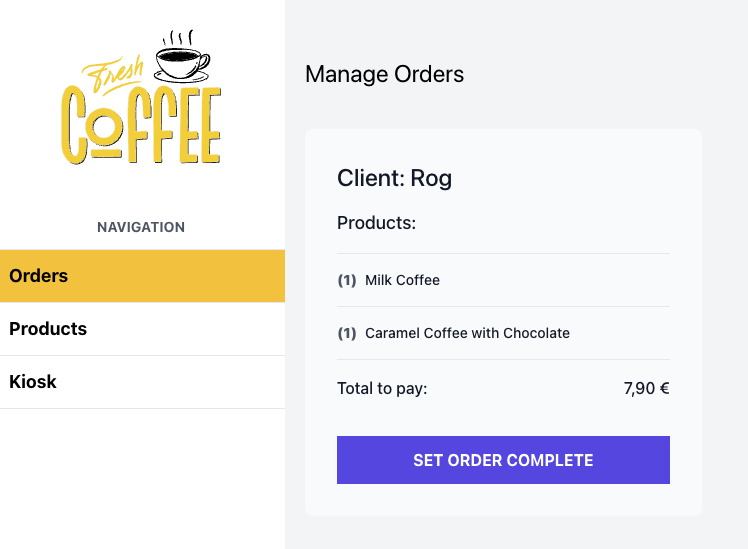 Fresh
COFFEE
NAVIGATION
Orders
Products
Kiosk
Manage Orders
Client: Rog
Products:
(1) Milk Coffee
(1) Caramel Coffee with Chocolate
Total to pay: 7,90 €
SET ORDER COMPLETE